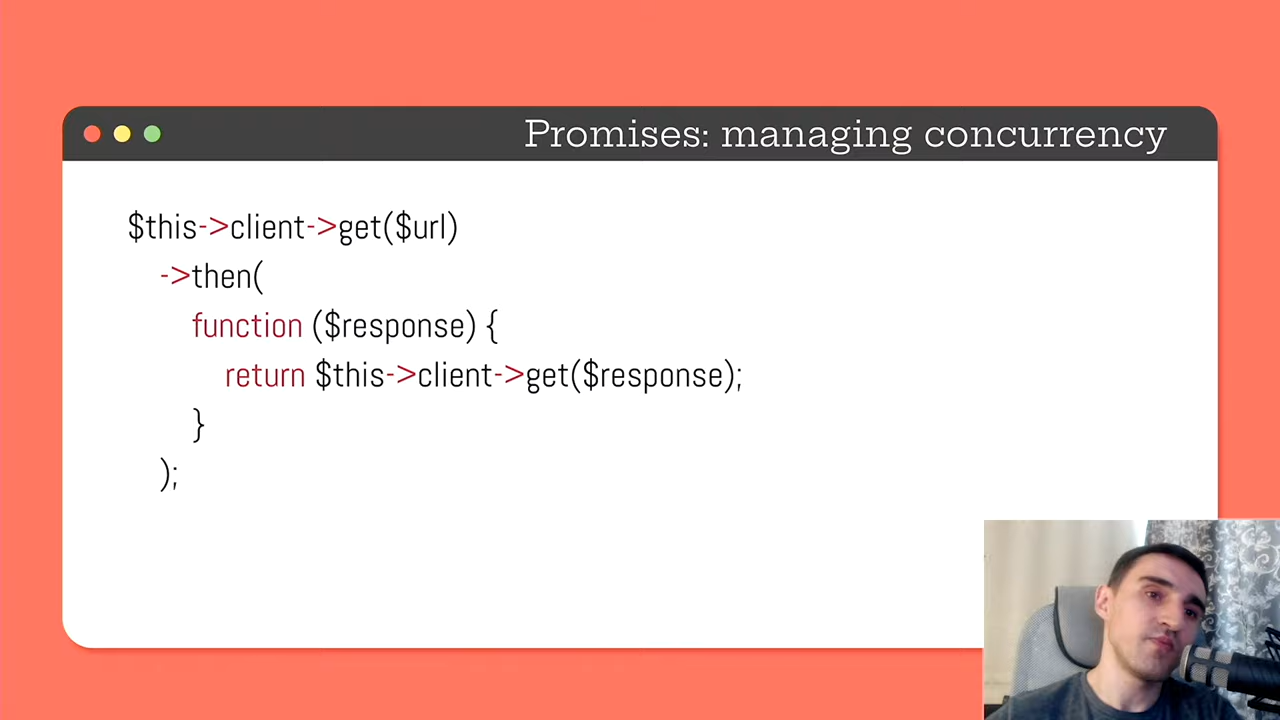 Promises: managing concurrency
$this->client->get($url)
->then(
function ($response) {
return $this->client->get($response);
}
);